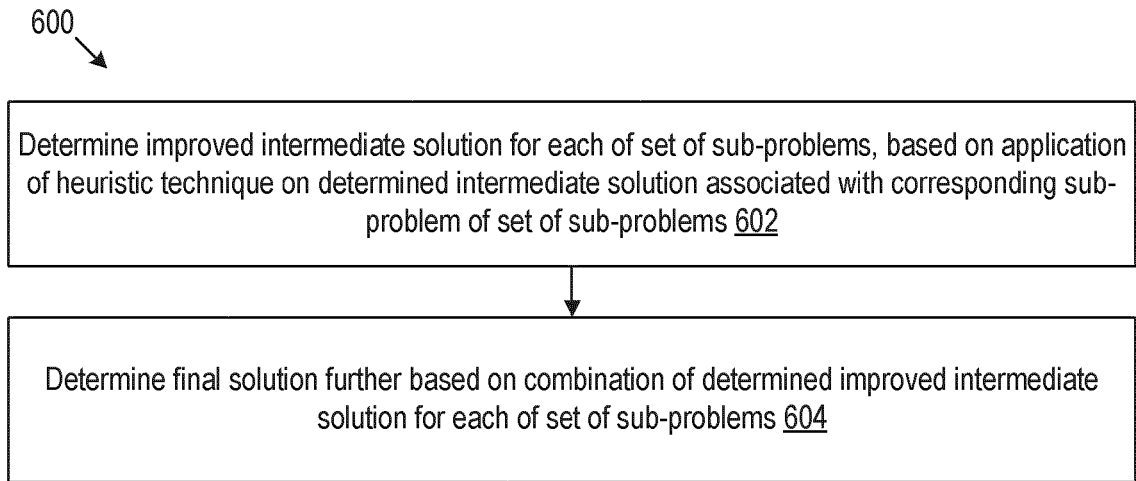 600
Determine improved intermediate solution for each of set of sub-problems, based on application
of heuristic technique on determined intermediate solution associated with corresponding sub-
problem of set of sub-problems 602
Determine final solution further based on combination of determined improved intermediate
solution for each of set of sub-problems 604